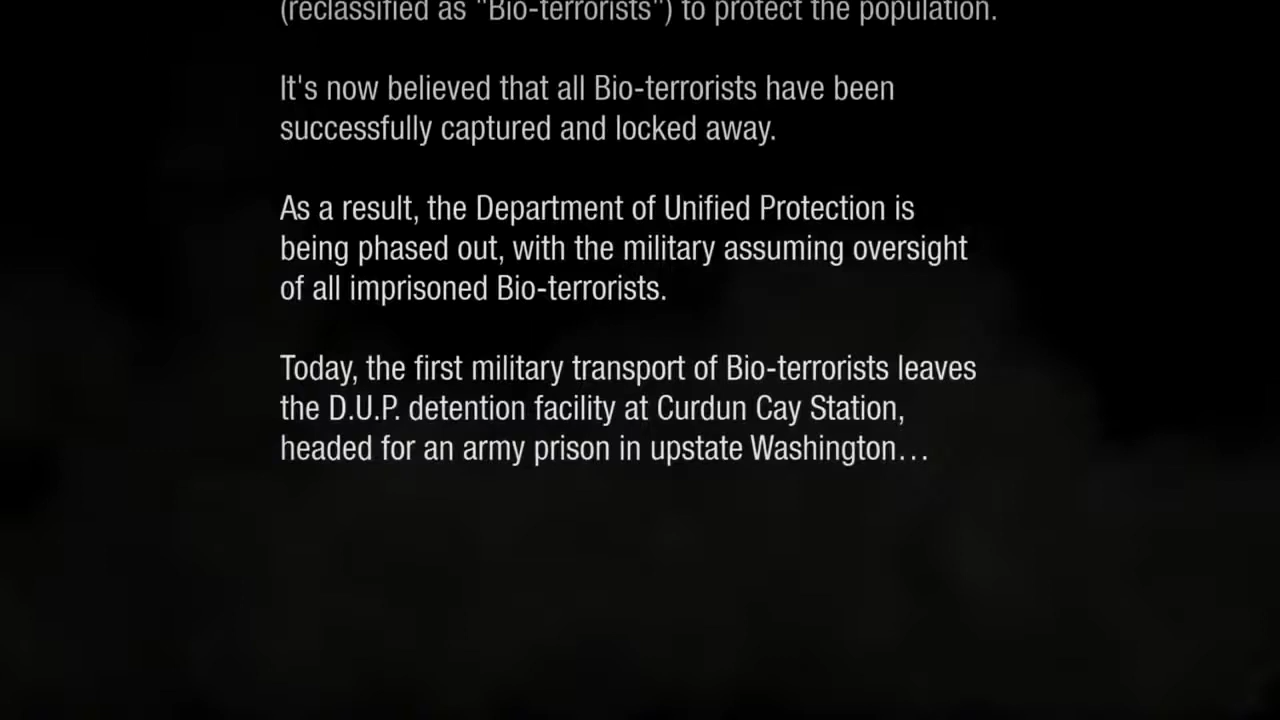 (reclassified as "Bio-terrorists") to protect the population.
It's now believed that all Bio-terrorists have been
successfully captured and locked away.
As a result, the Department of Unified Protection is
being phased out, with the military assuming oversight
of all imprisoned Bio-terrorists.
Today, the first military transport of Bio-terrorists leaves
the D.U.P. detention facility at Curdun Cay Station,
headed for an army prison in upstate Washington…